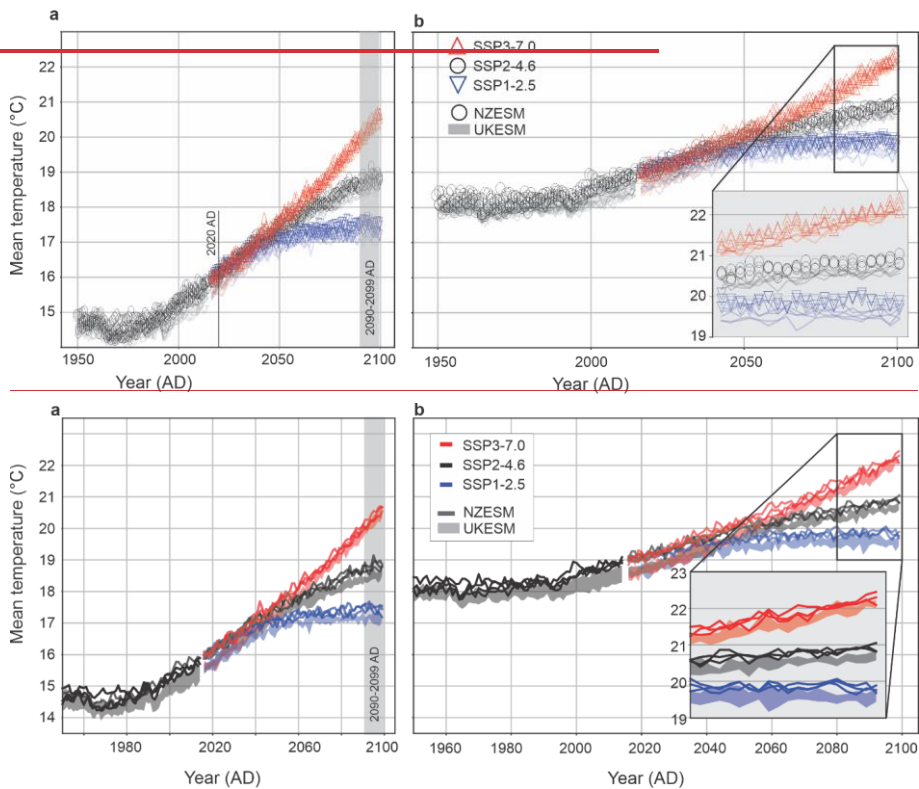 a
Mean temperature (°C)
22
21
20
19
18
17
16
15
2020 AD
2090-2099 AD
1950
2000
2050
2100
Year (AD)
b
SSP3-7.0
SSP2-4.6
SSP1-2.5
NZESM
UKESM
22
21
20
19
1950
2000
2050
2100
Year (AD)
a
Mean temperature (°C)
22
21
20
19
18
17
16
15
14
2090-2099 AD
1980
2020
2060
2100
Year (AD)
b
SSP3-7.0
SSP2-4.6
SSP1-2.5
NZESM
UKESM
23
22
21
20
19
1960
1980
2000
2020
2040
2060
2080
2100
Year (AD)